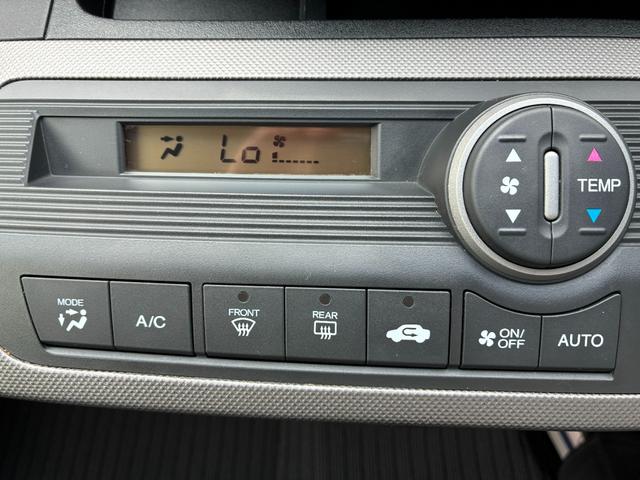 Lo
TEMP
MODE
A/C
FRONT
REAR
ON/
OFF
AUTO